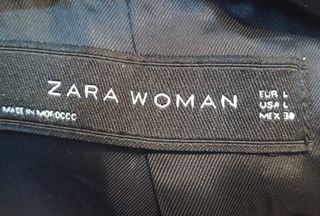 ZARA WOMAN
EUR L
USA L
MEX 30
MADE IN MOROCCO